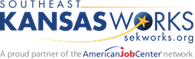 SOUTHEAST
KANSASWORKS
sekworks.org
A proud partner of the AmericanJobCenter network